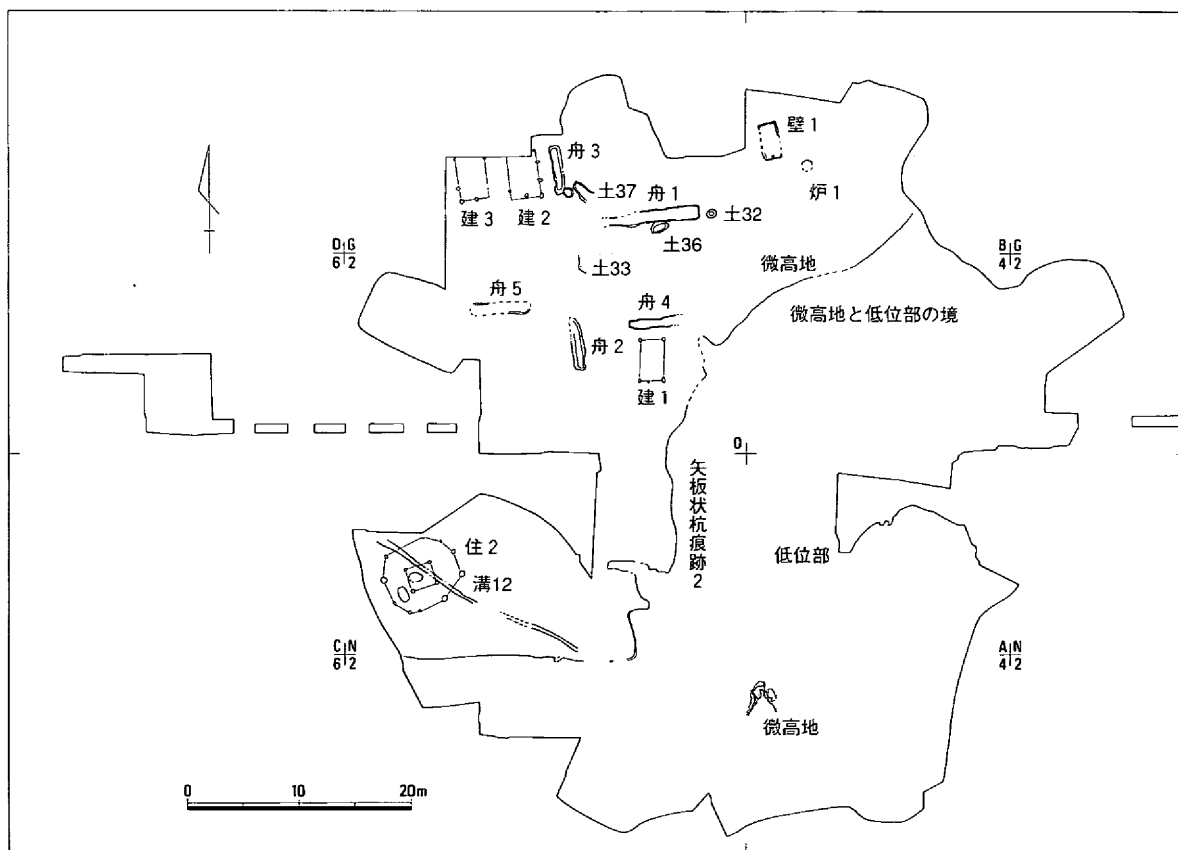 壁1
舟3
炉1
土37
舟1
土32
建3
建2
土36
D G
6 2
B G
4 2
微高地
土33
舟5
舟4
微高地と低位部の境
舟2
建1
0
矢板状杭痕跡2
住2
低位部
溝12
C N
6 2
A N
4 2
微高地
0 10 20m